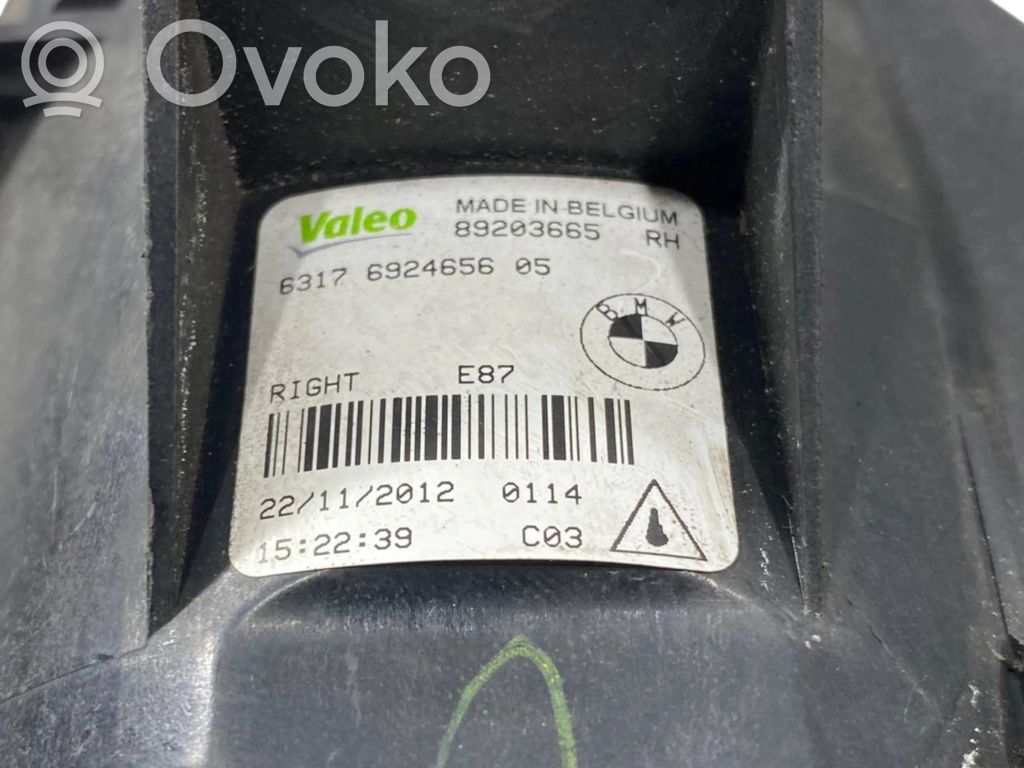 Ovoko
Valeo MADE IN BELGIUM
89203665 RH
6317 6924656 05
BMW
RIGHT E87
22/11/2012 0114
15:22:39 C03